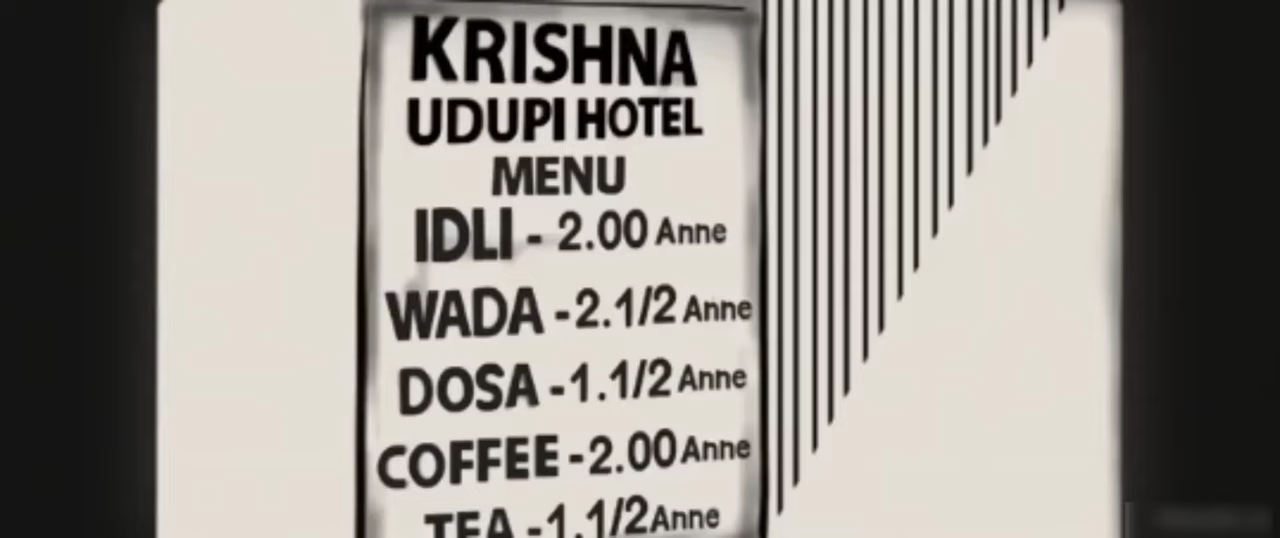 KRISHNA
UDUPI HOTEL
MENU
IDLI - 2.00 Anne
WADA - 2.1/2 Anne
DOSA - 1.1/2 Anne
COFFEE - 2.00 Anne
TEA - 1.1/2 Anne